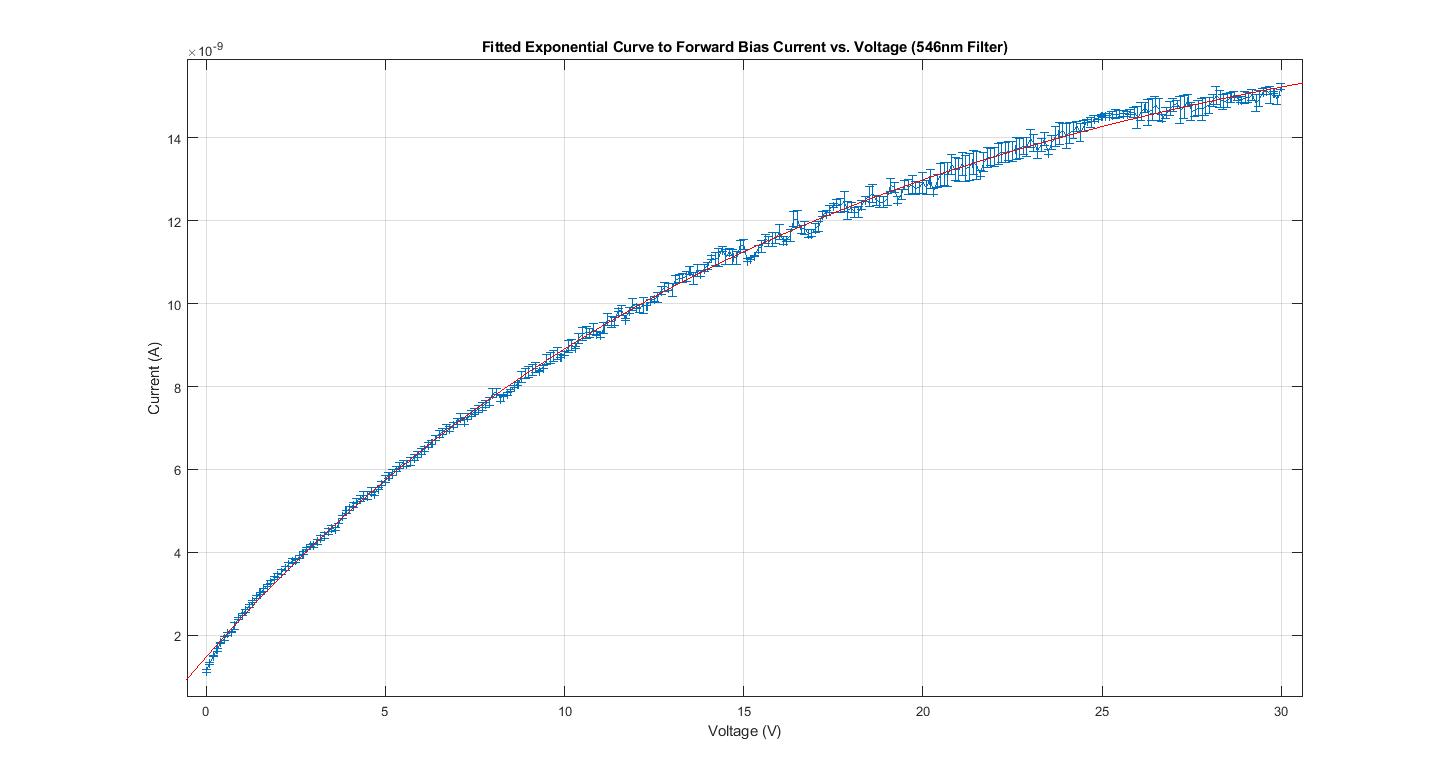 Fitted Exponential Curve to Forward Bias Current vs. Voltage (546nm Filter)
×10⁻⁹
14
12
10
8
6
4
2
Current (A)
0 5 10 15 20 25 30
Voltage (V)